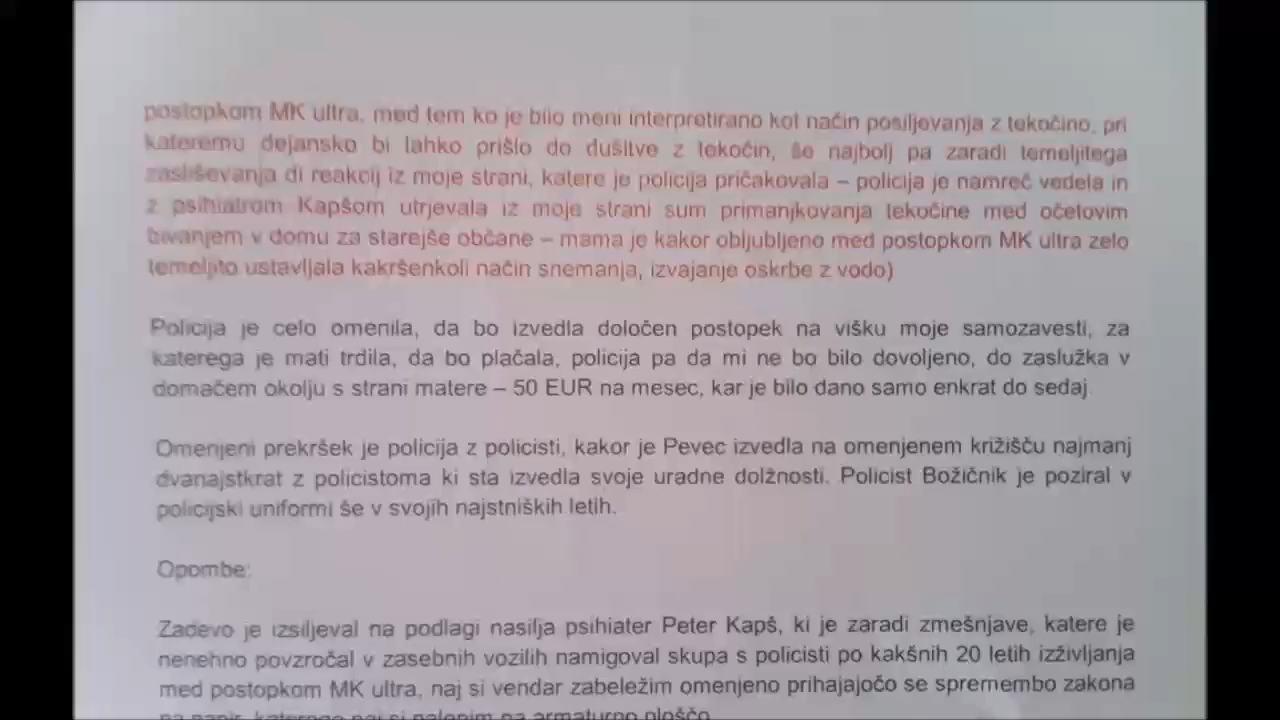 postopkom MK ultra, med tem ko je bilo meni interpretirano kot način posiljevanja z tekočino, pri
kateremu dejansko bi lahko prišlo do dušitve z tekočin, še najbolj pa zaradi temeljitega
zasliševanja di reakcij iz moje strani, katere je policija pričakovala – policija je namreč vedela in
z psihiatrom Kapšom utrjevala iz moje strani sum primanjkovanja tekočine med očetovim
bivanjem v domu za starejše občane – mama je kakor obljubljeno med postopkom MK ultra zelo
temeljito ustavljala kakršenkoli način snemanja, izvajanje oskrbe z vodo)
Policija je celo omenila, da bo izvedla določen postopek na višku moje samozavesti, za
katerega je mati trdila, da bo plačala, policija pa da mi ne bo bilo dovoljeno, do zaslužka v
domačem okolju s strani matere – 50 EUR na mesec, kar je bilo dano samo enkrat do sedaj.
Omenjeni prekršek je policija z policisti, kakor je Pevec izvedla na omenjenem križišču najmanj
dvanajstkrat z policistoma ki sta izvedla svoje uradne dolžnosti. Policist Božičnik je poziral v
policijski uniformi še v svojih najstniških letih.
Opombe:
Zadevo je izsiljeval na podlagi nasilja psihiater Peter Kapš, ki je zaradi zmešnjave, katere je
nenehno povzročal v zasebnih vozilih namigoval skupa s policisti po kakšnih 20 letih izživljanja
med postopkom MK ultra, naj si vendar zabeležim omenjeno prihajajočo se spremembo zakona
na papir, katerega naj si nalepim na armaturno ploščo